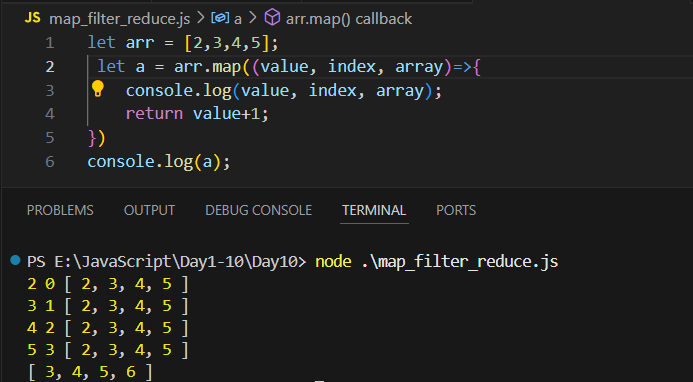 JS map_filter_reduce.js > a > arr.map() callback
1 let arr = [2,3,4,5];
2 let a = arr.map((value, index, array)=>{
3 console.log(value, index, array);
4 return value+1;
5 })
6 console.log(a);
PROBLEMS OUTPUT DEBUG CONSOLE TERMINAL PORTS
PS E:\JavaScript\Day1-10\Day10> node .\map_filter_reduce.js
2 0 [ 2, 3, 4, 5 ]
3 1 [ 2, 3, 4, 5 ]
4 2 [ 2, 3, 4, 5 ]
5 3 [ 2, 3, 4, 5 ]
[ 3, 4, 5, 6 ]